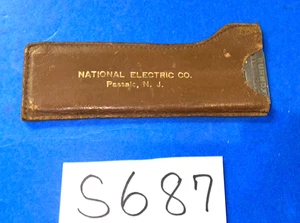 NATIONAL ELECTRIC CO.
Passaic, N. J.
S687